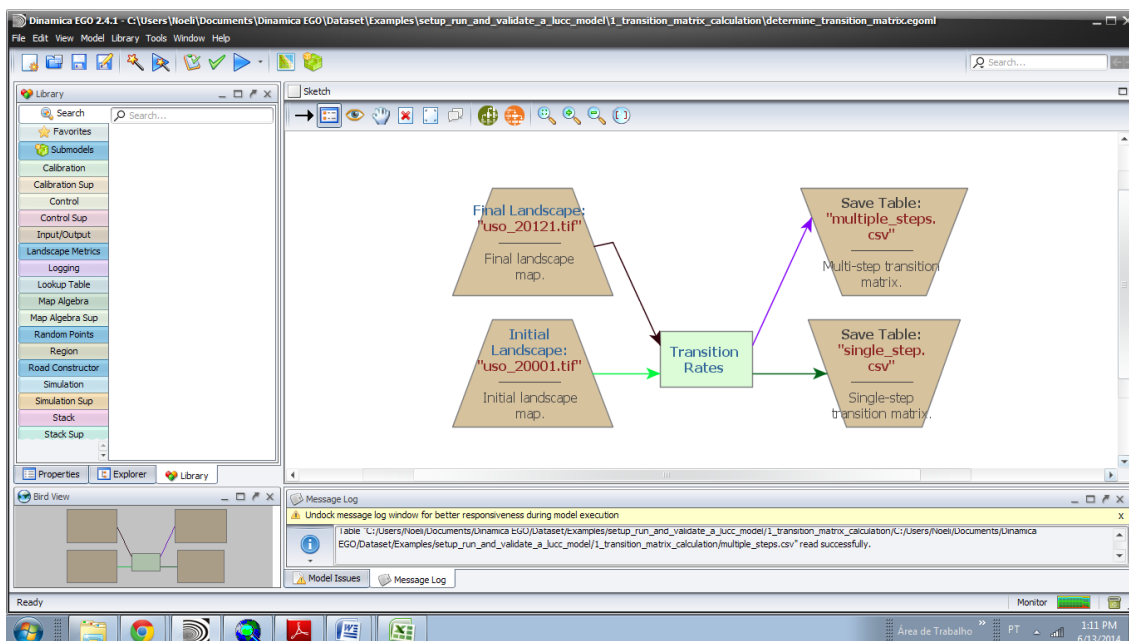 Dinamica EGO 2.4.1 - C:\Users\Noeli\Documents\Dinamica EGO\Dataset\Examples\setup_run_and_validate_a_lucc_model\1_transition_matrix_calculation\determine_transition_matrix.egoml
File Edit View Model Library Tools Window Help
Search...
Library
Search
Search...
Favorites
Submodels
Calibration
Calibration Sup
Control
Control Sup
Input/Output
Landscape Metrics
Logging
Lookup Table
Map Algebra
Map Algebra Sup
Random Points
Region
Road Constructor
Simulation
Simulation Sup
Stack
Stack Sup
Properties
Explorer
Library
Bird View
Sketch
Final Landscape:
"uso_20121.tif"
Final landscape
map.
Save Table:
"multiple_steps.
csv"
Multi-step transition
matrix.
Initial
Landscape:
"uso_20001.tif"
Initial landscape
map.
Transition
Rates
Save Table:
"single_step.
csv"
Single-step
transition matrix.
Message Log
Undock message log window for better responsiveness during model execution
x
Table "C:/Users/Noeli/Documents/Dinamica EGO/Dataset/Examples/setup_run_and_validate_a_lucc_model/1_transition_matrix_calculation/C:/Users/Noeli/Documents/Dinamica
EGO/Dataset/Examples/setup_run_and_validate_a_lucc_model/1_transition_matrix_calculation/multiple_steps.csv" read successfully.
Model Issues
Message Log
Ready
Monitor
Área de Trabalho
PT
1:11 PM
6/13/2014